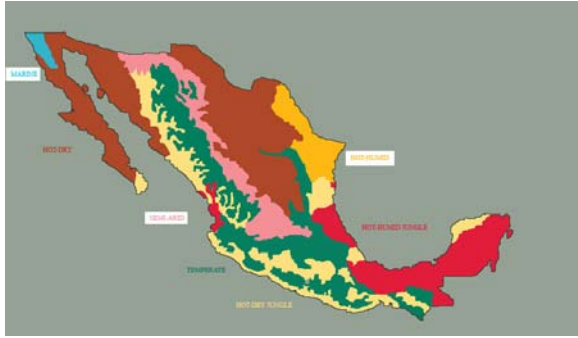 MARINE
HOT-DRY
HOT-HUMID
SEMI-ARID
HOT-HUMID JUNGLE
TEMPERATE
HOT-DRY JUNGLE